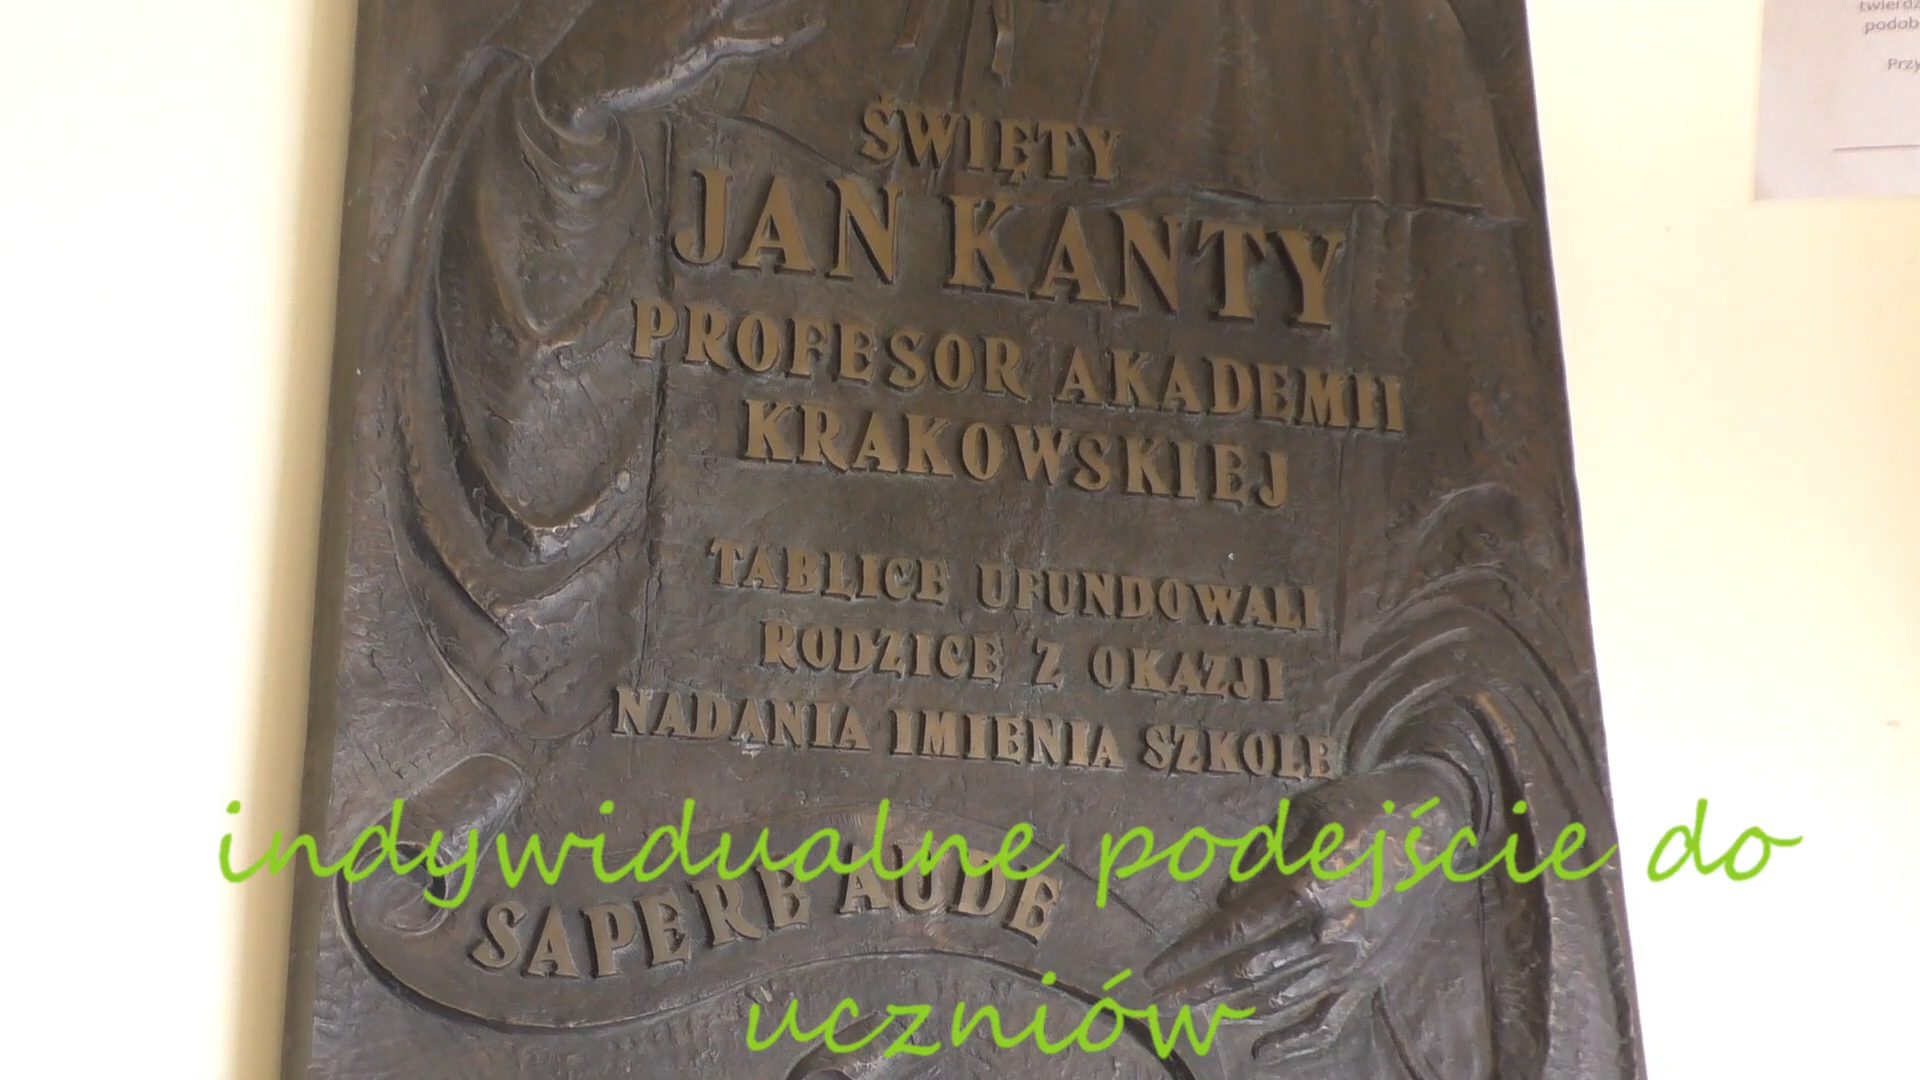 ŚWIĘTY
JAN KANTY
PROFESOR AKADEMII
KRAKOWSKIEJ
TABLICE UFUNDOWALI
RODZICE Z OKAZJI
NADANIA IMIENIA SZKOLE
SAPERE AUDE
indywidualne podejście do
uczniów